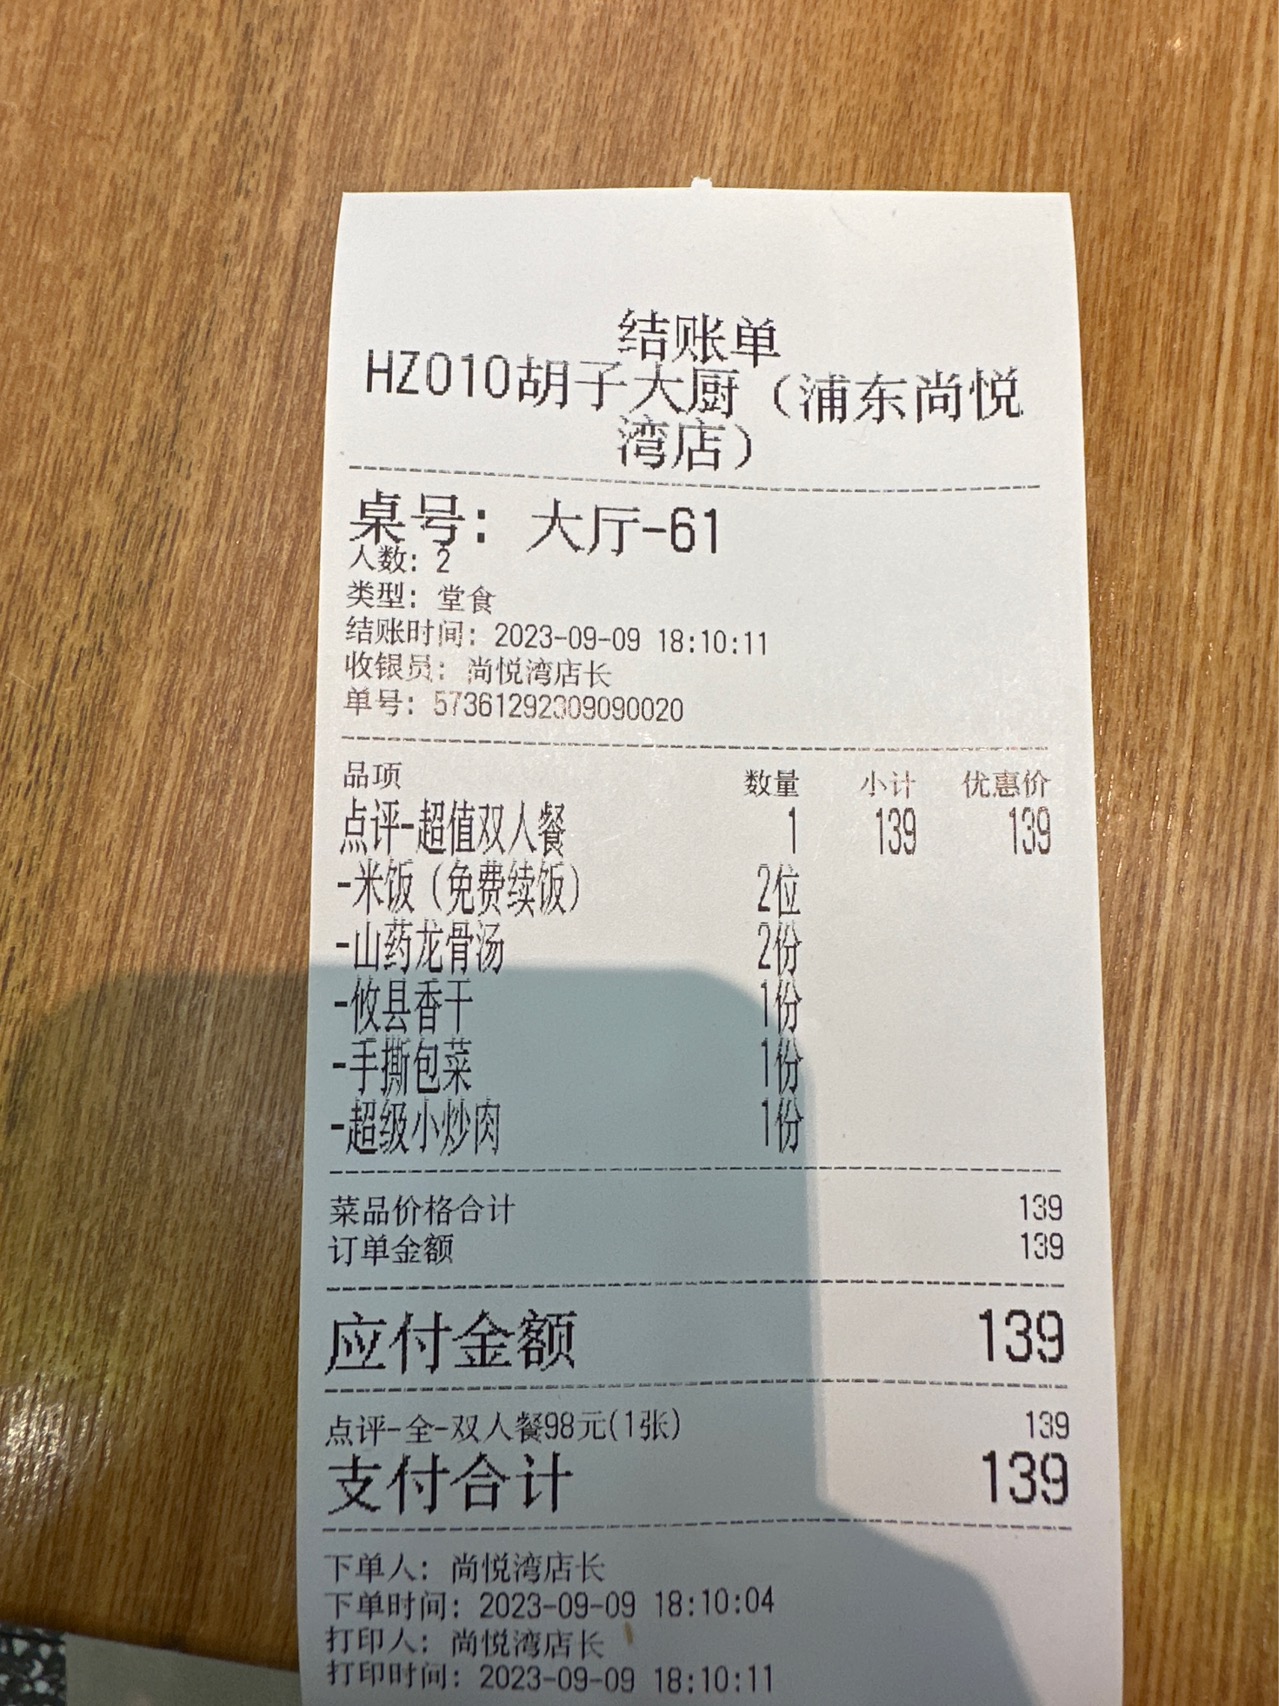 结账单
HZ010胡子大厨（浦东尚悦
湾店）
桌号：大厅-61
人数：2
类型：堂食
结账时间：2023-09-09 18:10:11
收银员：尚悦湾店长
单号：57361292309090020
品项 数量 小计 优惠价
点评-超值双人餐 1 139 139
-米饭（免费续饭） 2位
-山药龙骨汤 2份
-攸县香干 1份
-手撕包菜 1份
-超级小炒肉 1份
菜品价格合计 139
订单金额 139
应付金额 139
点评-全-双人餐98元(1张) 139
支付合计 139
下单人：尚悦湾店长
下单时间：2023-09-09 18:10:04
打印人：尚悦湾店长
打印时间：2023-09-09 18:10:11